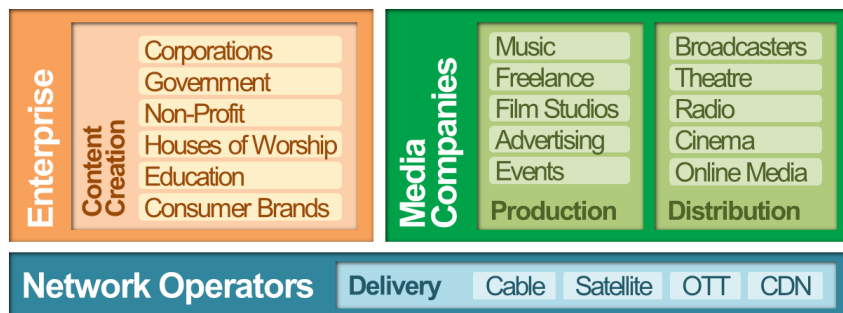 Enterprise
Content
Creation
Corporations
Government
Non-Profit
Houses of Worship
Education
Consumer Brands
Media
Companies
Music
Freelance
Film Studios
Advertising
Events
Production
Broadcasters
Theatre
Radio
Cinema
Online Media
Distribution
Network Operators
Delivery
Cable
Satellite
OTT
CDN